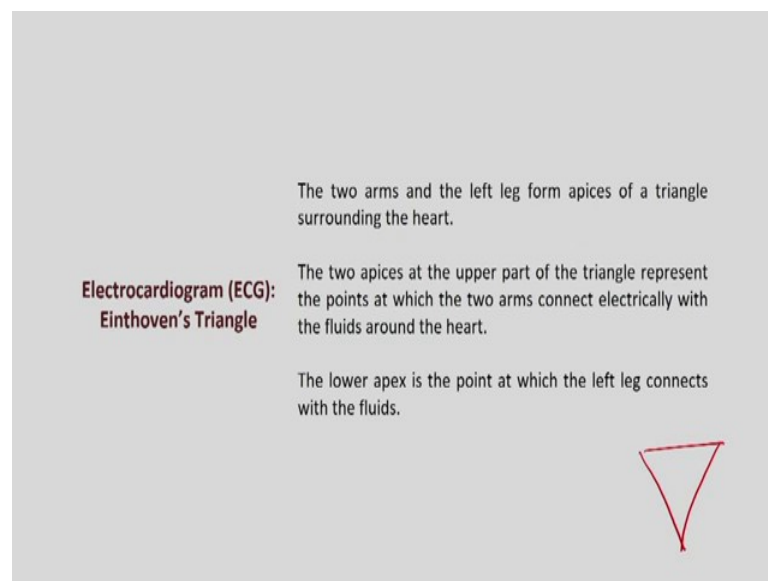 Electrocardiogram (ECG):
Einthoven's Triangle
The two arms and the left leg form apices of a triangle
surrounding the heart.
The two apices at the upper part of the triangle represent
the points at which the two arms connect electrically with
the fluids around the heart.
The lower apex is the point at which the left leg connects
with the fluids.